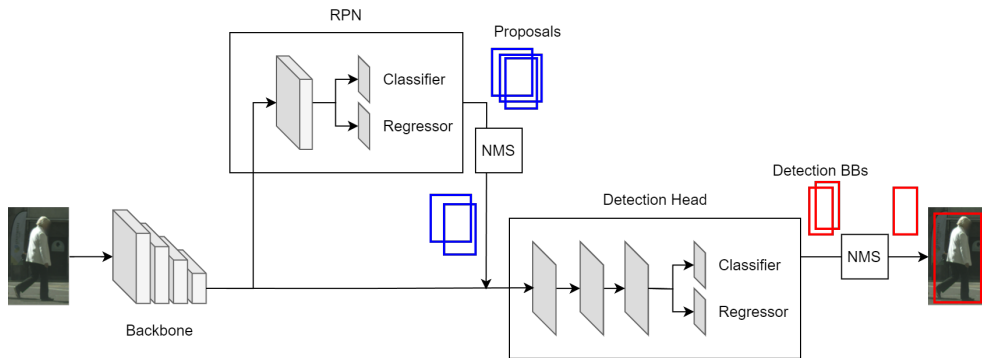 RPN
Proposals
Classifier
Regressor
NMS
Detection BBs
Detection Head
NMS
Classifier
Regressor
Backbone